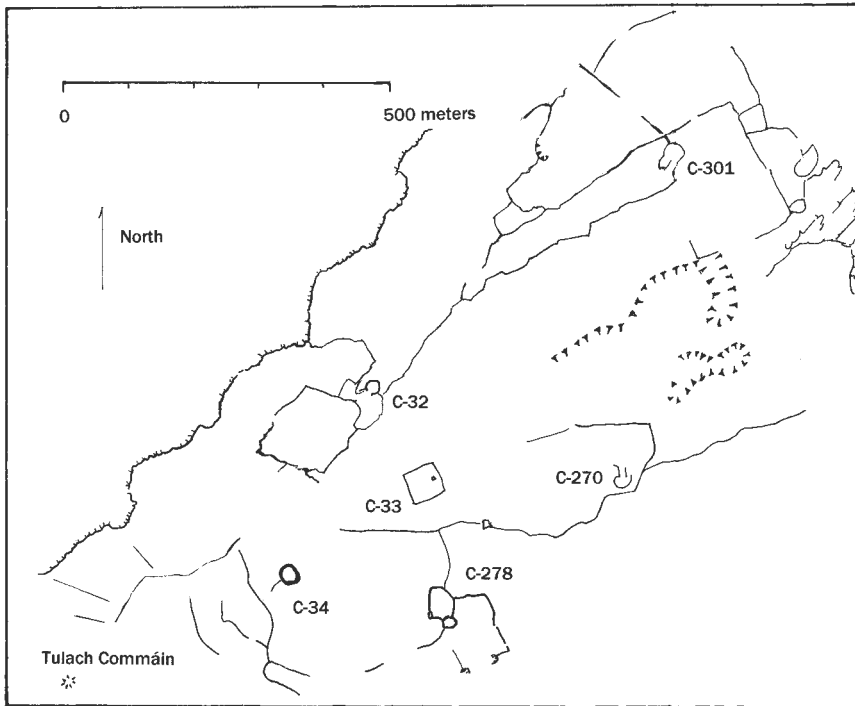 0
500 meters
C-301
North
C-32
C-33
C-270
C-278
C-34
Tulach Commáin